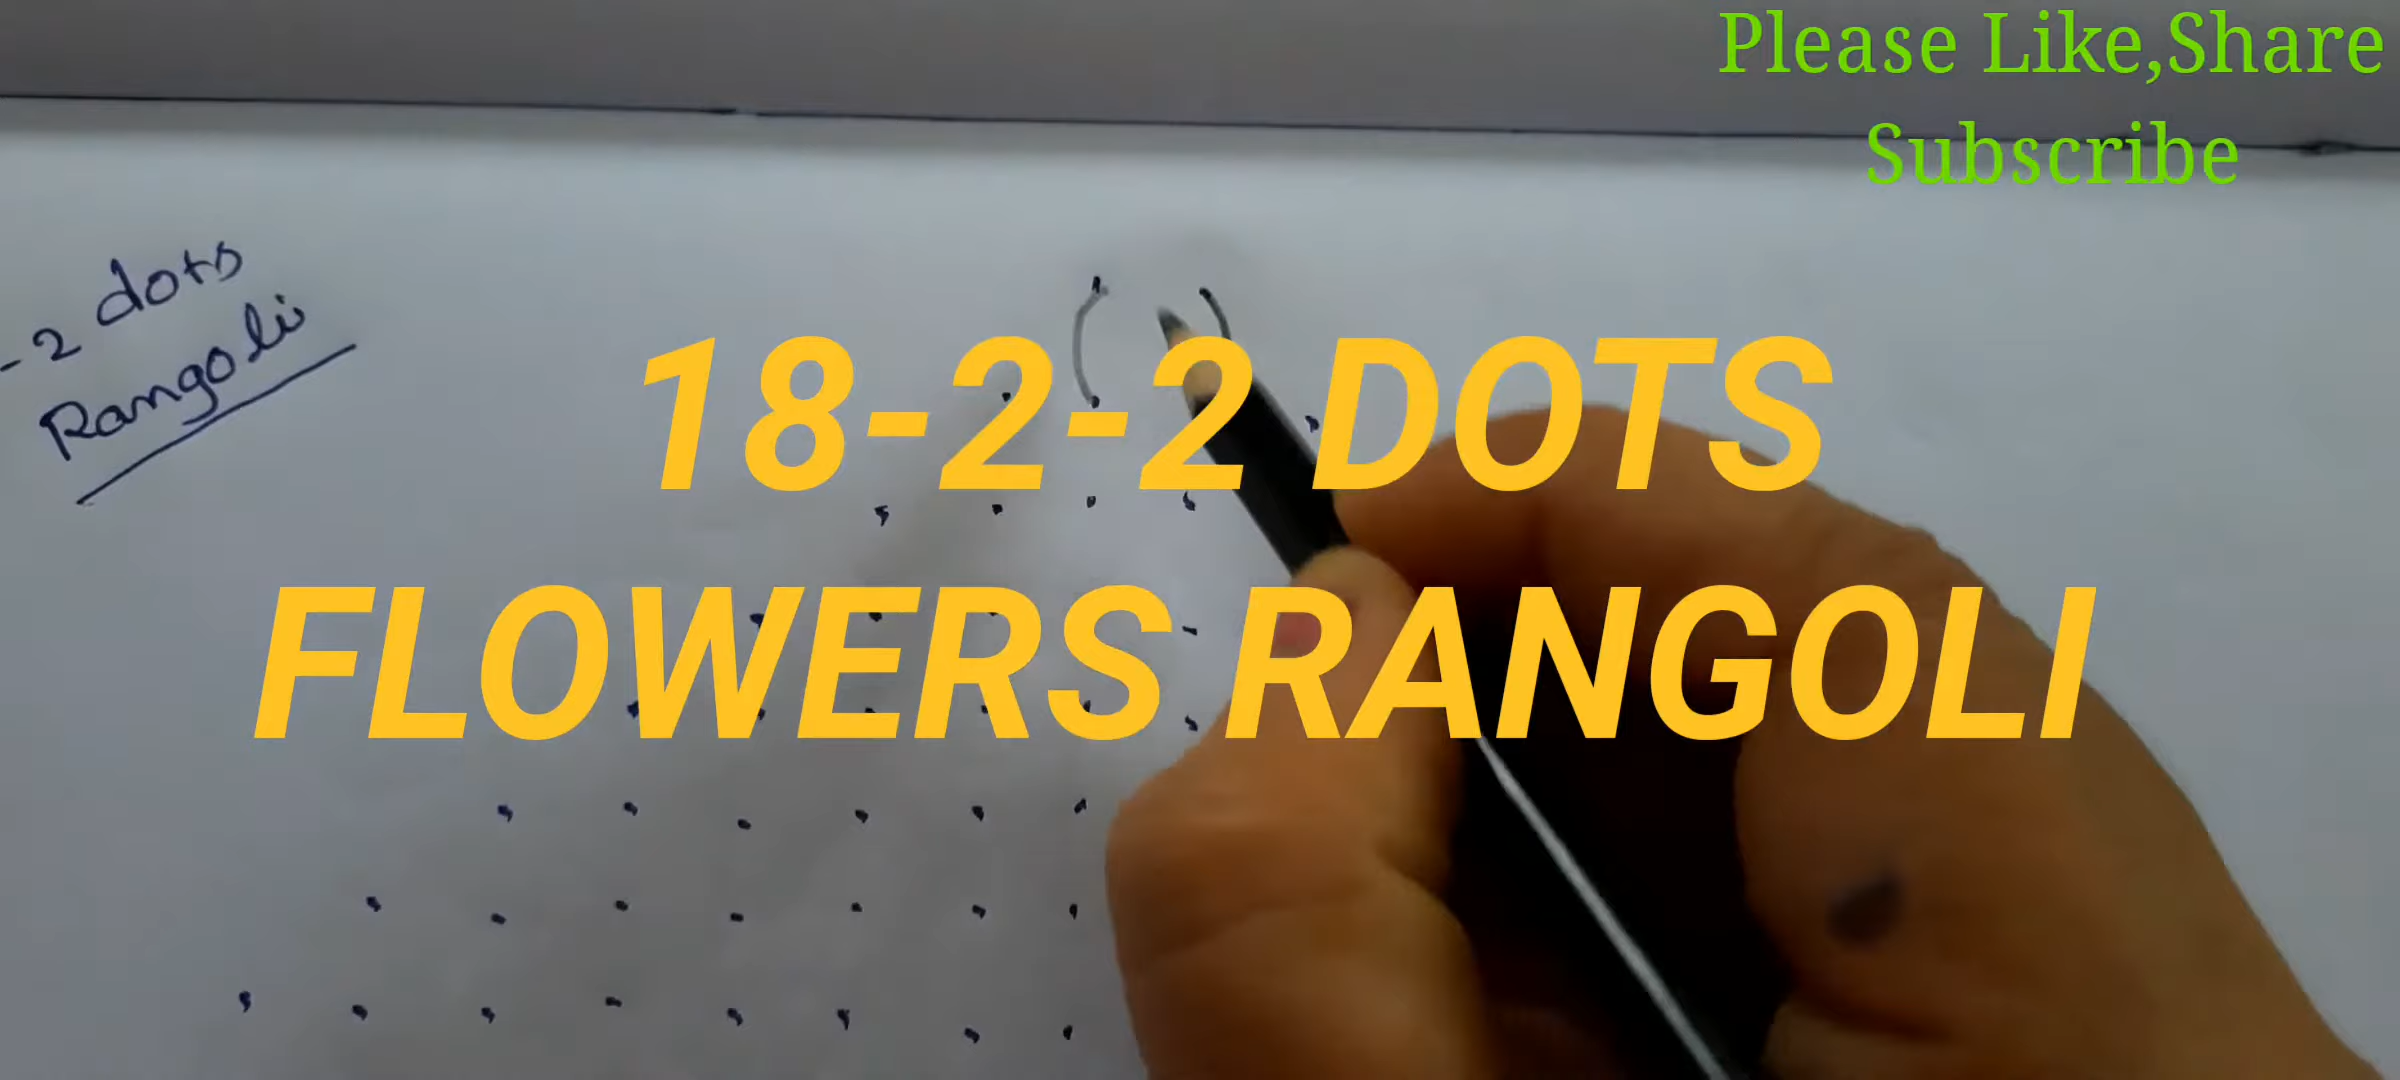 Please Like,Share
Subscribe
-2 dots
Rangoli
18-2-2 DOTS
FLOWERS RANGOLI